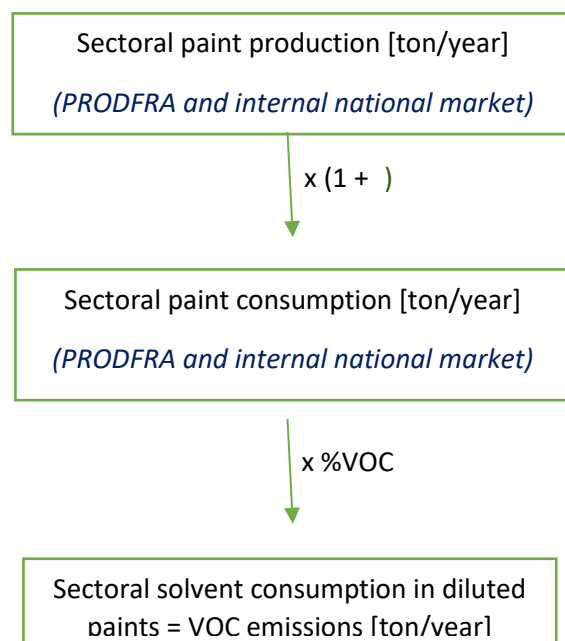 Sectoral paint production [ton/year]
(PRODFRA and internal national market)
x (1 + )
Sectoral paint consumption [ton/year]
(PRODFRA and internal national market)
x %VOC
Sectoral solvent consumption in diluted
paints = VOC emissions [ton/year]